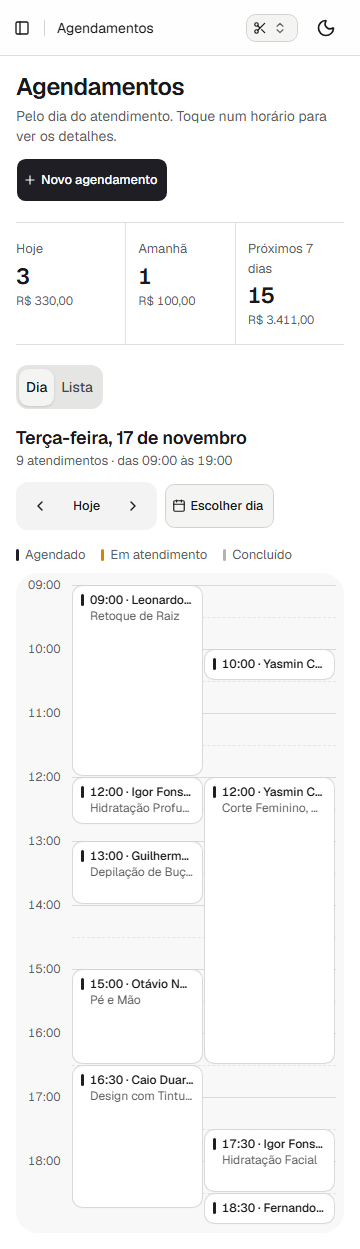 Agendamentos
Agendamentos
Pelo dia do atendimento. Toque num horário para
ver os detalhes.
+ Novo agendamento
Hoje
3
R$ 330,00
Amanhã
1
R$ 100,00
Próximos 7
dias
15
R$ 3.411,00
Dia
Lista
Terça-feira, 17 de novembro
9 atendimentos · das 09:00 às 19:00
Hoje
Escolher dia
Agendado
Em atendimento
Concluído
09:00
09:00 · Leonardo...
Retoque de Raiz
10:00
10:00 · Yasmin C...
11:00
12:00
12:00 · Igor Fons...
Hidratação Profu...
12:00 · Yasmin C...
Corte Feminino, ...
13:00
13:00 · Guilherm...
Depilação de Buç...
14:00
15:00
15:00 · Otávio N...
Pé e Mão
16:00
16:30 · Caio Duar...
Design com Tintu...
17:00
17:30 · Igor Fons...
Hidratação Facial
18:00
18:30 · Fernando...